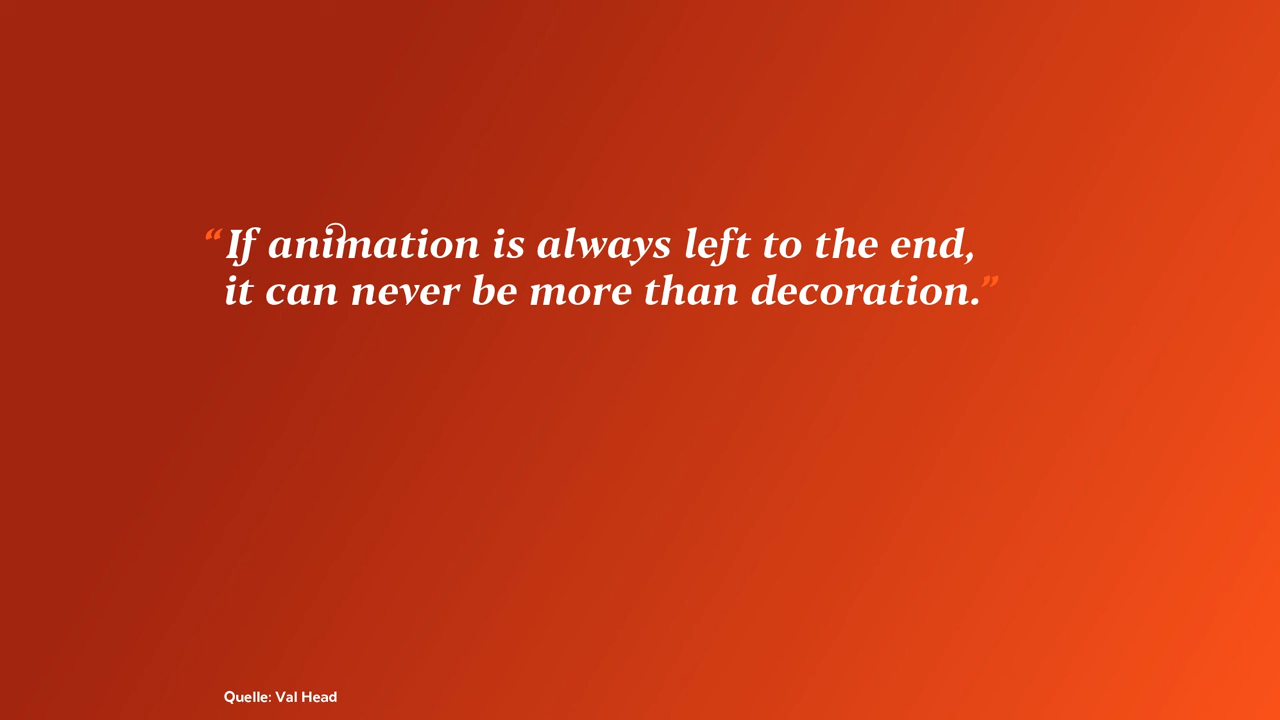 “If animation is always left to the end,
it can never be more than decoration.”
Quelle: Val Head